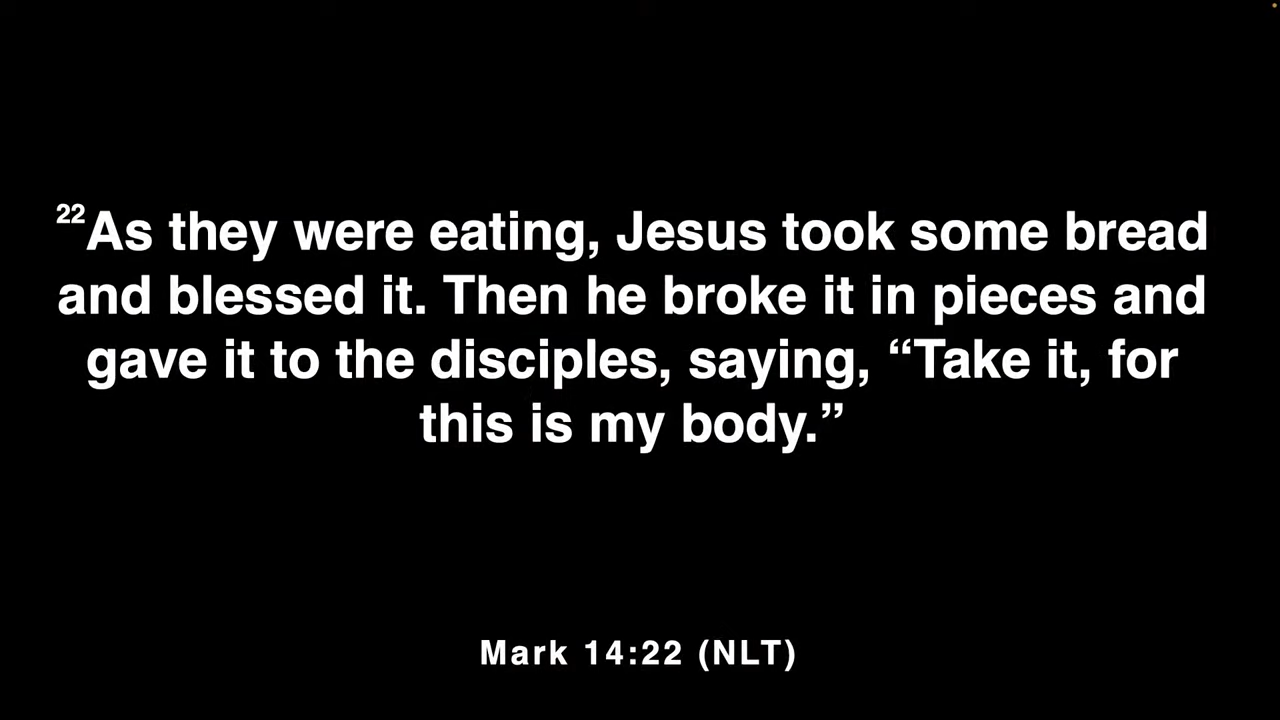 22As they were eating, Jesus took some bread
and blessed it. Then he broke it in pieces and
gave it to the disciples, saying, “Take it, for
this is my body.”
Mark 14:22 (NLT)